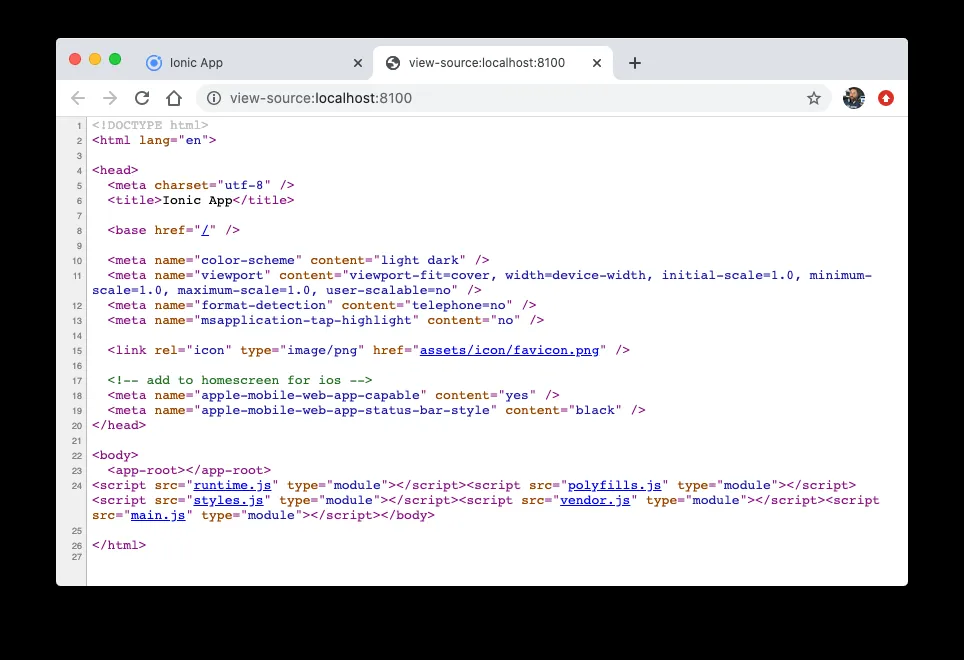 Ionic App
view-source:localhost:8100
view-source:localhost:8100
1 <!DOCTYPE html>
2 <html lang="en">
3
4 <head>
5 <meta charset="utf-8" />
6 <title>Ionic App</title>
7
8 <base href="/" />
9
10 <meta name="color-scheme" content="light dark" />
11 <meta name="viewport" content="viewport-fit=cover, width=device-width, initial-scale=1.0, minimum-
scale=1.0, maximum-scale=1.0, user-scalable=no" />
12 <meta name="format-detection" content="telephone=no" />
13 <meta name="msapplication-tap-highlight" content="no" />
14
15 <link rel="icon" type="image/png" href="assets/icon/favicon.png" />
16
17 <!-- add to homescreen for ios -->
18 <meta name="apple-mobile-web-app-capable" content="yes" />
19 <meta name="apple-mobile-web-app-status-bar-style" content="black" />
20 </head>
21
22 <body>
23 <app-root></app-root>
24 <script src="runtime.js" type="module"></script><script src="polyfills.js" type="module"></script>
<script src="styles.js" type="module"></script><script src="vendor.js" type="module"></script><script
src="main.js" type="module"></script></body>
25
26 </html>
27